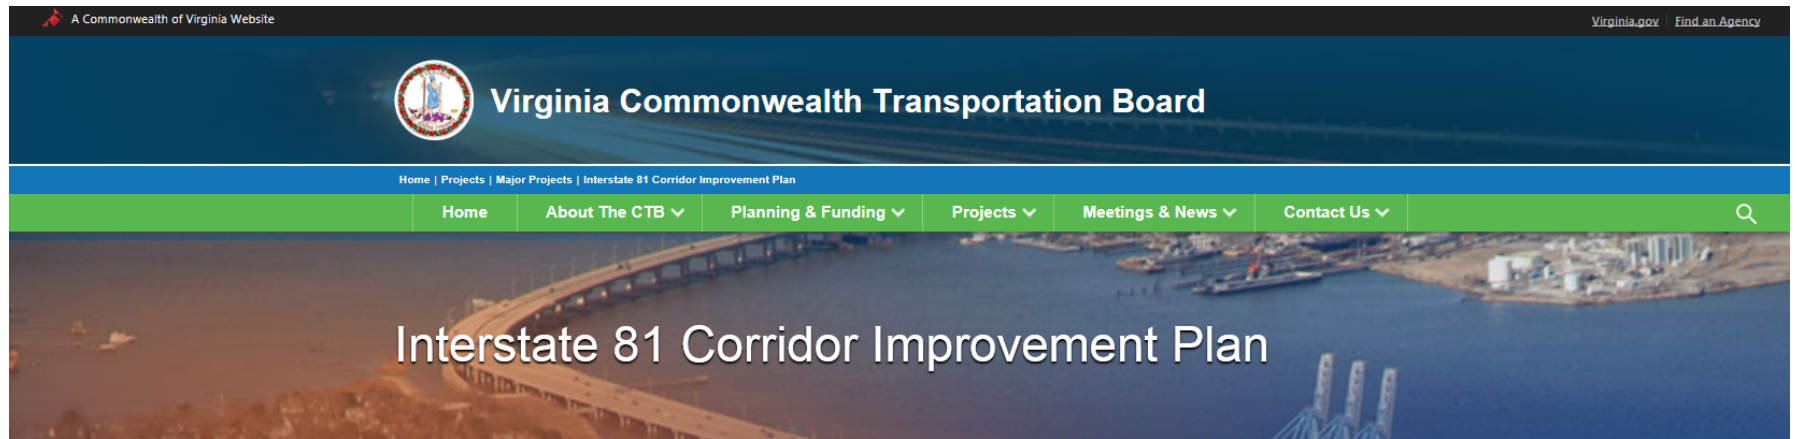 A Commonwealth of Virginia Website
Virginia.gov | Find an Agency
Virginia Commonwealth Transportation Board
Home | Projects | Major Projects | Interstate 81 Corridor Improvement Plan
Home About The CTB Planning & Funding Projects Meetings & News Contact Us
Interstate 81 Corridor Improvement Plan